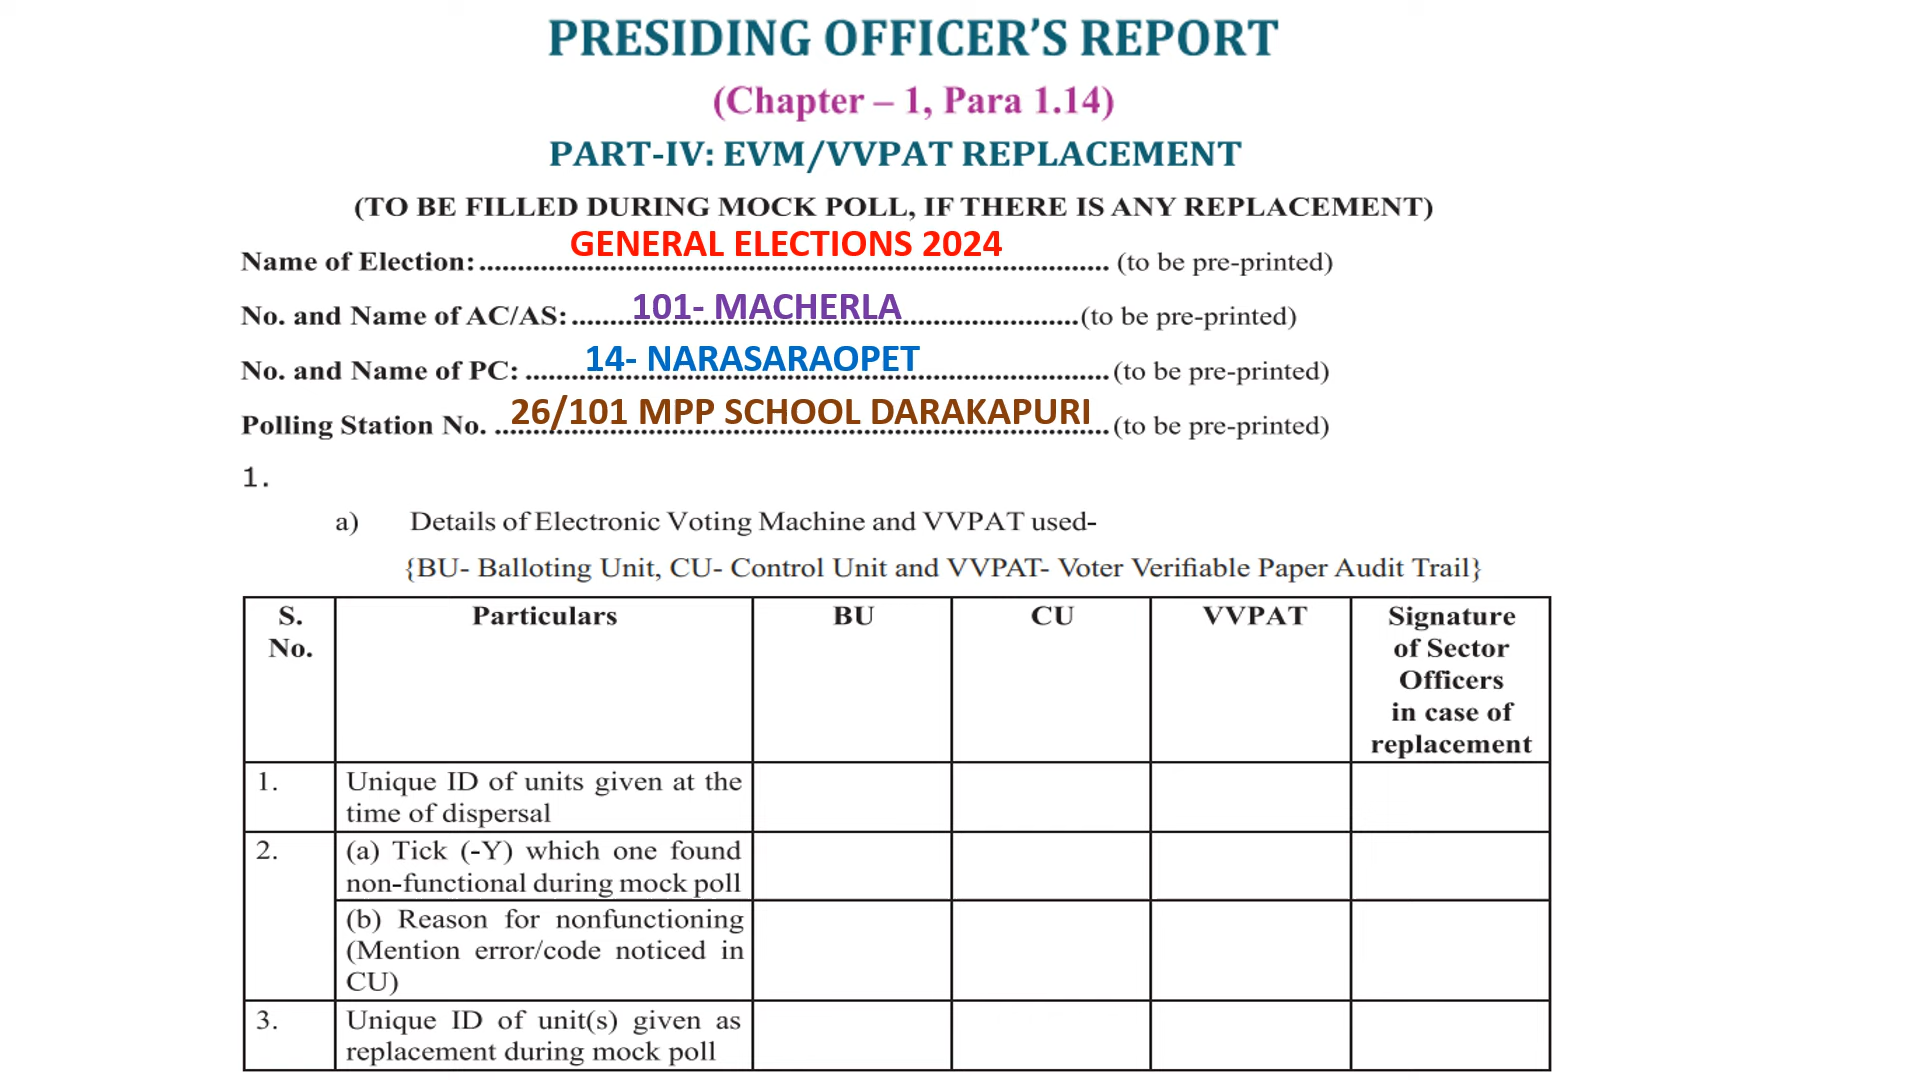 PRESIDING OFFICER’S REPORT
(Chapter – 1, Para 1.14)
PART-IV: EVM/VVPAT REPLACEMENT
(TO BE FILLED DURING MOCK POLL, IF THERE IS ANY REPLACEMENT)
Name of Election: GENERAL ELECTIONS 2024 (to be pre-printed)
No. and Name of AC/AS: 101- MACHERLA (to be pre-printed)
No. and Name of PC: 14- NARASARAOPET (to be pre-printed)
Polling Station No. 26/101 MPP SCHOOL DARAKAPURI (to be pre-printed)
1.
a) Details of Electronic Voting Machine and VVPAT used-
{BU- Balloting Unit, CU- Control Unit and VVPAT- Voter Verifiable Paper Audit Trail}
S.
No.
Particulars
BU
CU
VVPAT
Signature
of Sector
Officers
in case of
replacement
1.
Unique ID of units given at the
time of dispersal
2.
(a) Tick (-Y) which one found
non-functional during mock poll
(b) Reason for nonfunctioning
(Mention error/code noticed in
CU)
3.
Unique ID of unit(s) given as
replacement during mock poll